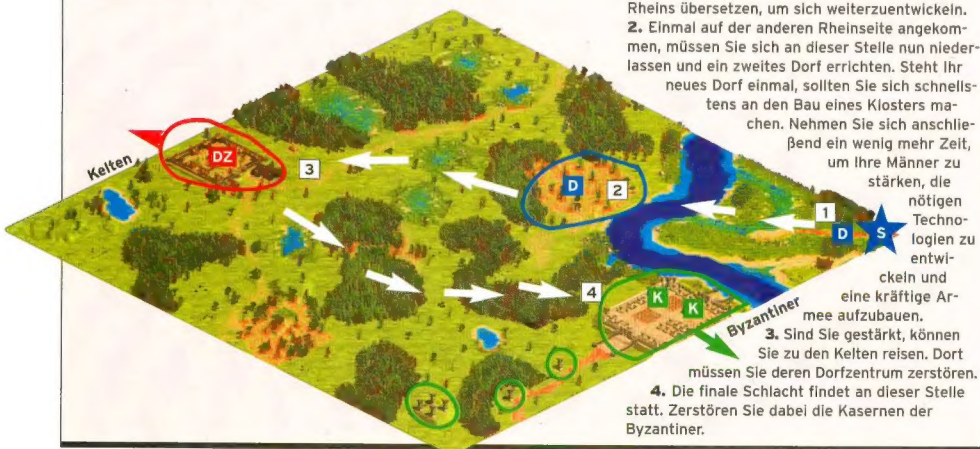 Rheins übersetzen, um sich weiterzuentwickeln.
2. Einmal auf der anderen Rheinseite angekom-
men, müssen Sie sich an dieser Stelle nun nieder-
lassen und ein zweites Dorf errichten. Steht Ihr
neues Dorf einmal, sollten Sie sich schnells-
tens an den Bau eines Klosters ma-
chen. Nehmen Sie sich anschlie-
ßend ein wenig mehr Zeit,
um Ihre Männer zu
stärken, die
nötigen
Techno-
logien zu
entwi-
ckeln und
eine kräftige Ar-
mee aufzubauen.
3. Sind Sie gestärkt, können
Sie zu den Kelten reisen. Dort
müssen Sie deren Dorfzentrum zerstören.
4. Die finale Schlacht findet an dieser Stelle
statt. Zerstören Sie dabei die Kasernen der
Byzantiner.
Kelten
DZ
3
D
2
1
D
S
4
K
K
Byzantiner